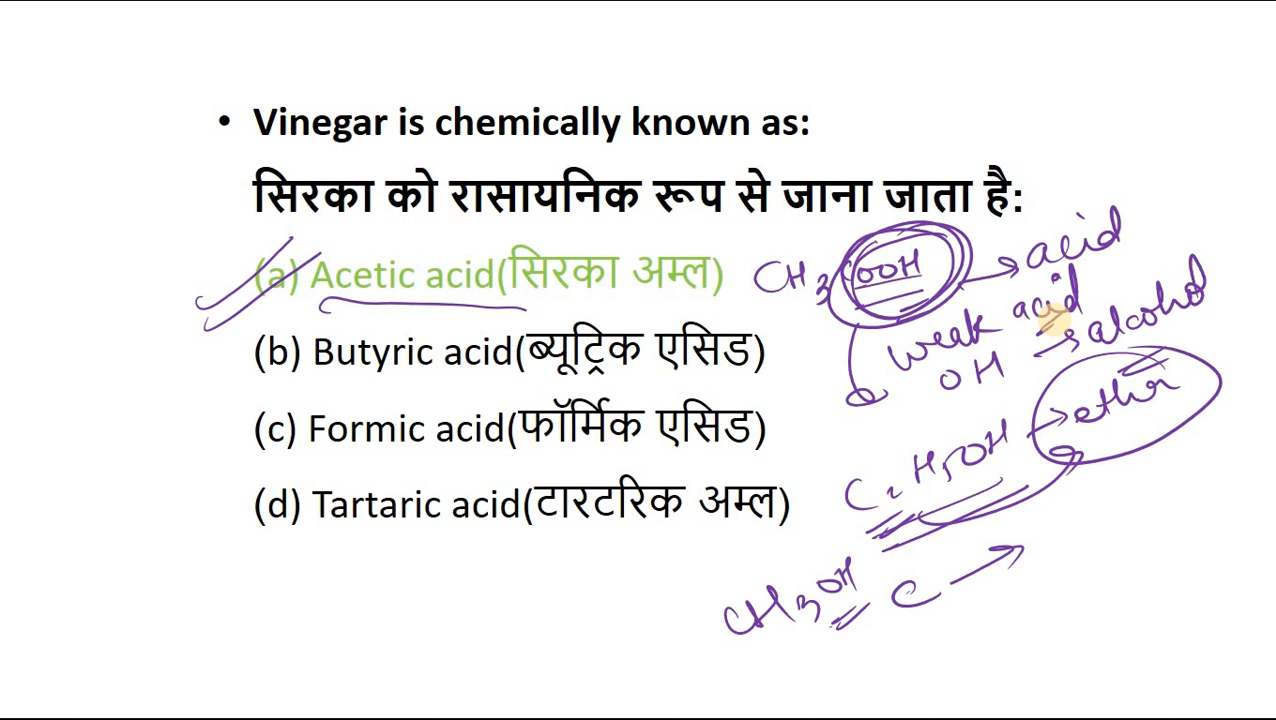 • Vinegar is chemically known as:
सिरका को रासायनिक रूप से जाना जाता है:
(a) Acetic acid(सिरका अम्ल)
(b) Butyric acid(ब्यूट्रिक एसिड)
(c) Formic acid(फॉर्मिक एसिड)
(d) Tartaric acid(टारटरिक अम्ल)
CH3COOH → acid
weak acid
OH → alcohol
C2H5OH →
CH3OH C →